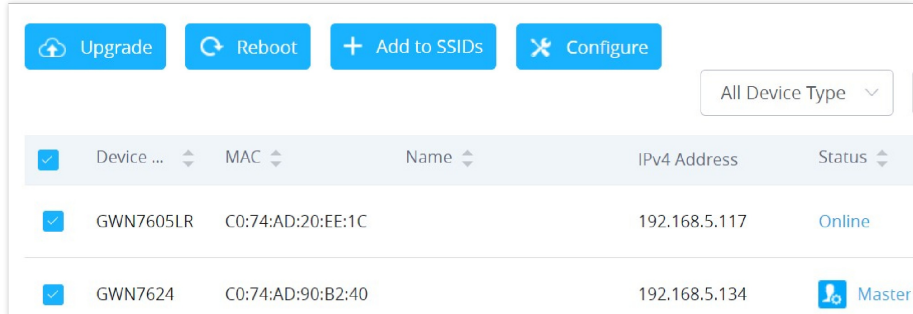 Upgrade Reboot Add to SSIDs Configure
All Device Type
Device ... MAC Name IPv4 Address Status
GWN7605LR C0:74:AD:20:EE:1C 192.168.5.117 Online
GWN7624 C0:74:AD:90:B2:40 192.168.5.134 Master